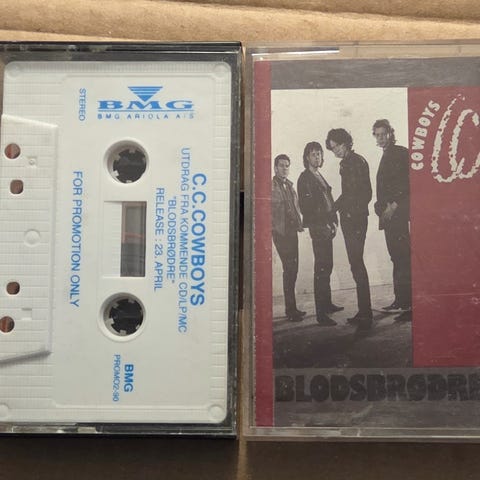 BMG
BMG ARIOLA A/S
STEREO
C.C.COWBOYS
UTDRAG FRA KOMMENDE CD/LP/MC
"BLODSBRØDRE"
RELEASE : 23. APRIL
FOR PROMOTION ONLY
BMG
PROMO2-90
CC
COWBOYS
BLODSBRØDRE